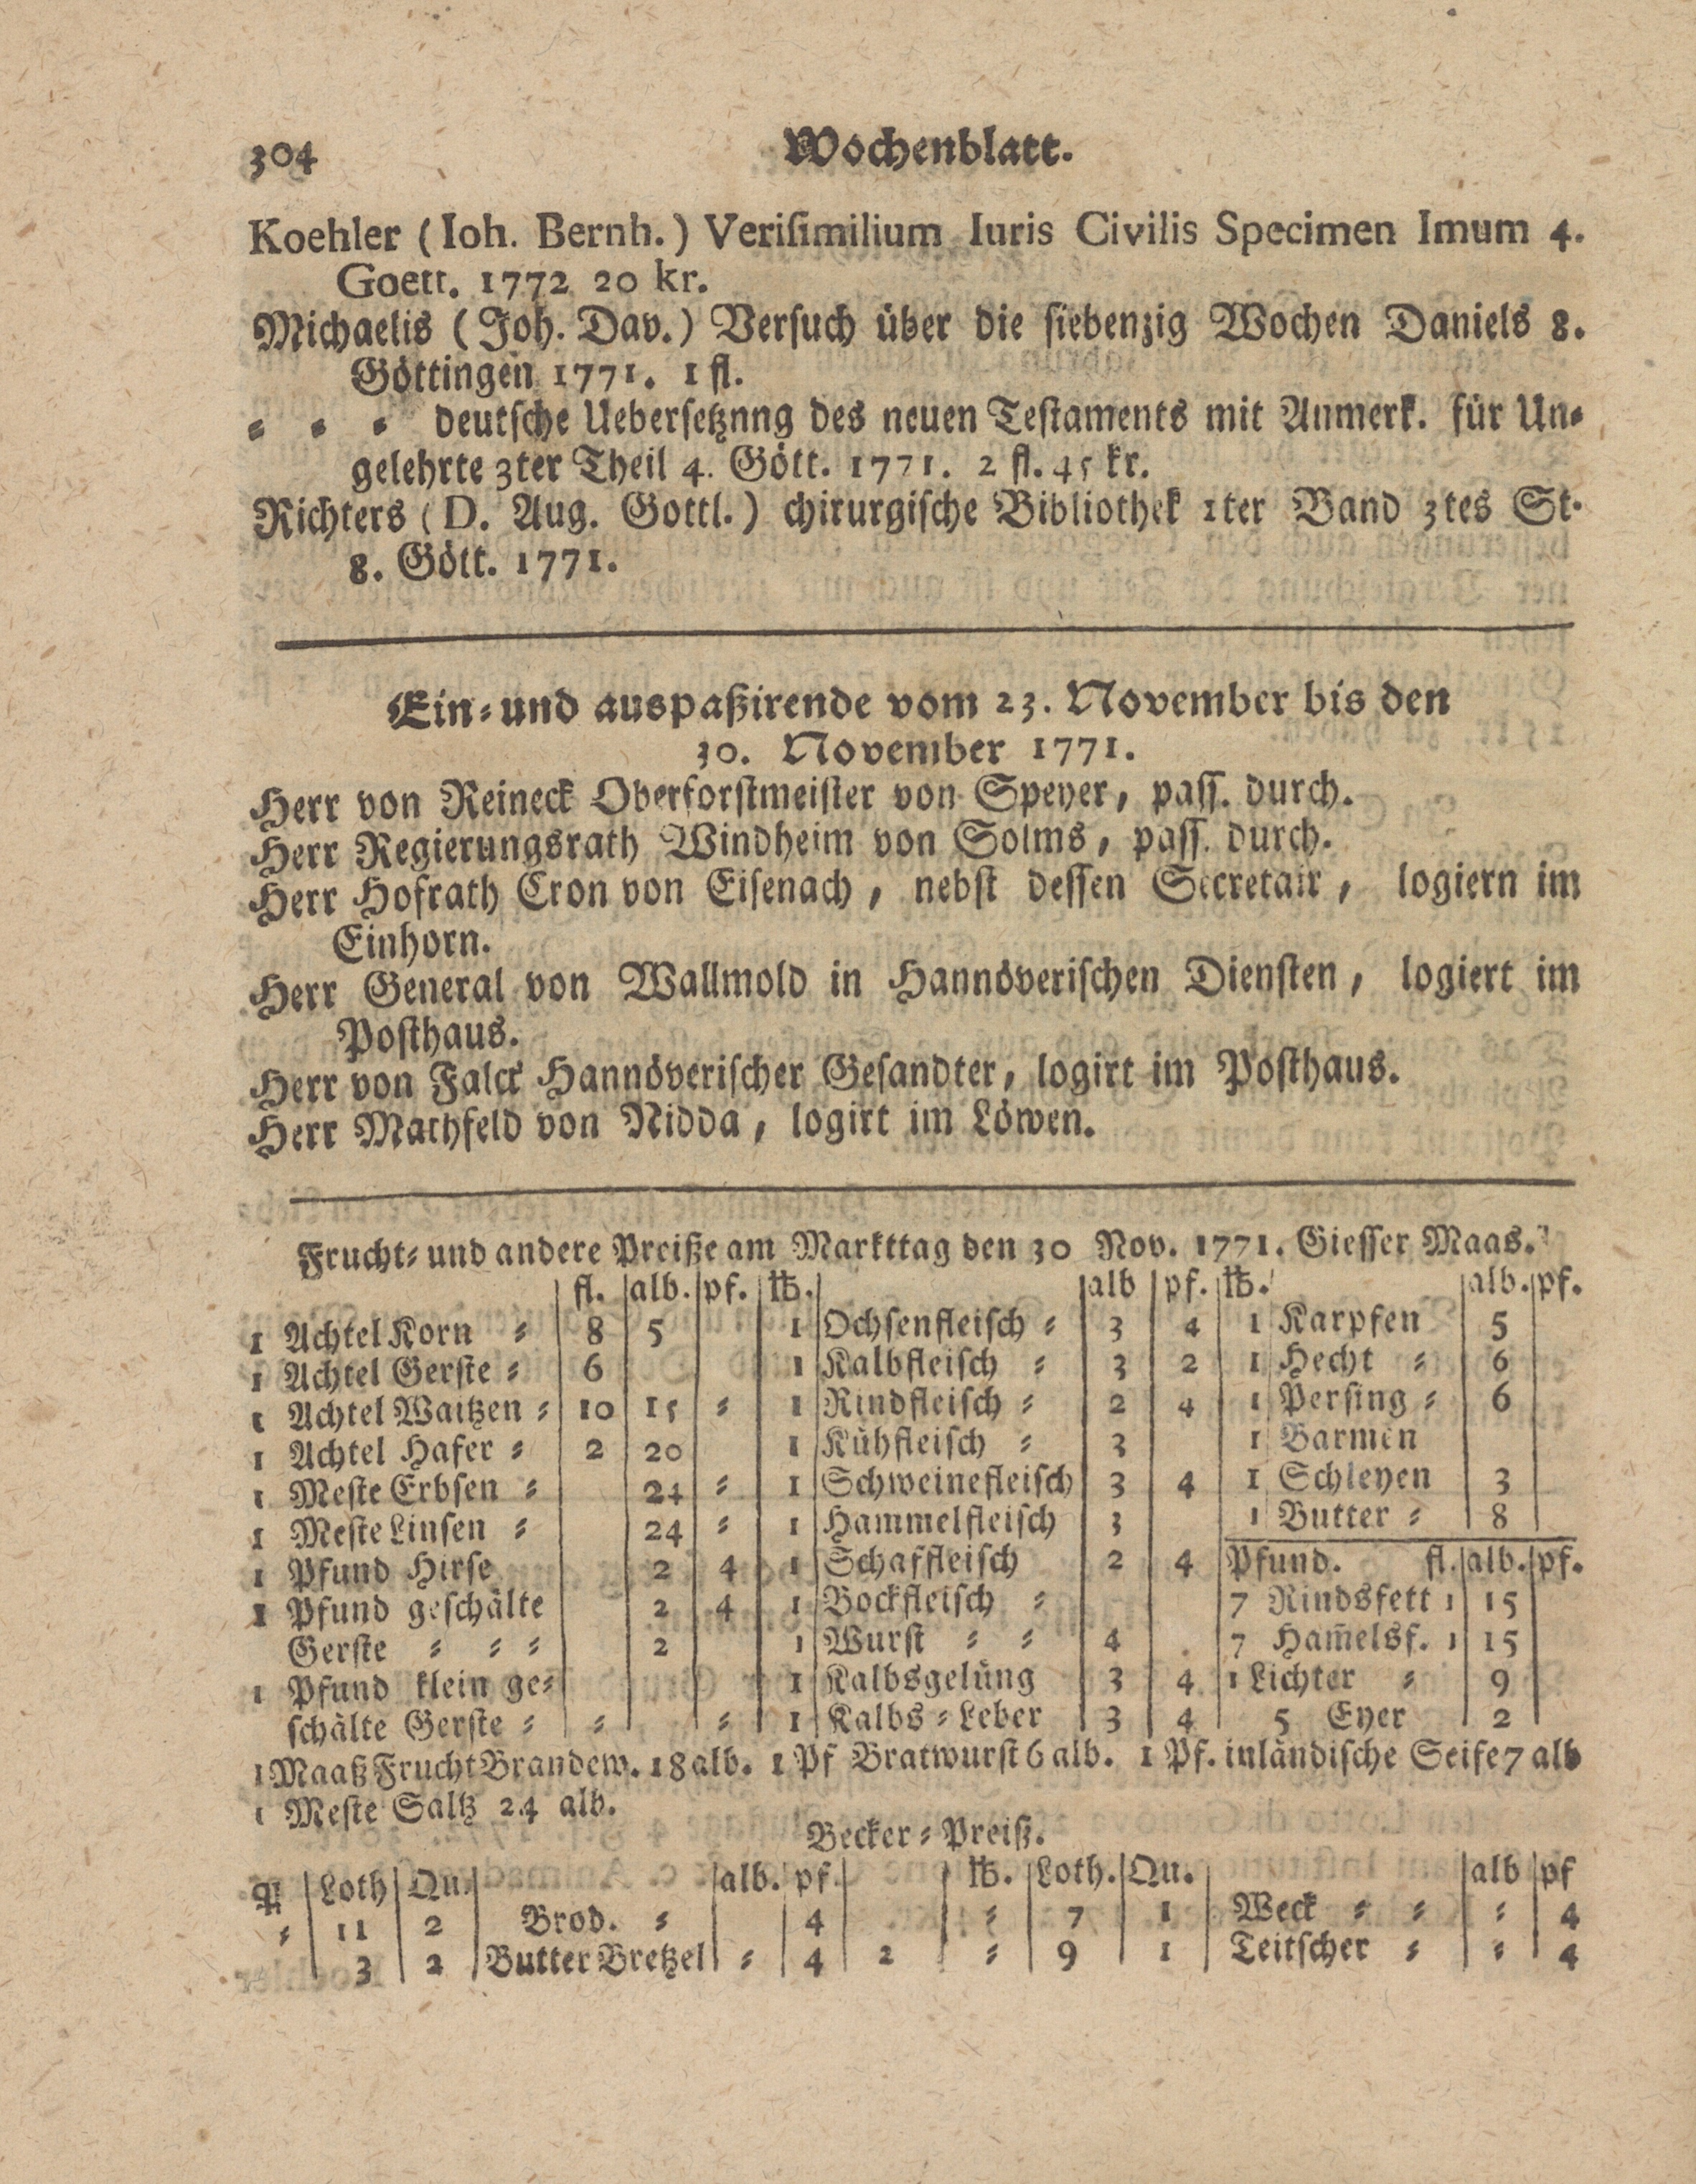 304 Wochenblatt.
Koehler (Ioh. Bernh.) Veriſimilium Iuris Civilis Specimen Imum 4.
Goett. 1772 20 kr.
Michaelis (Joh. Dav.) Verſuch über die ſiebenzig Wochen Daniels 8.
Göttingen 1771. 1 fl.
⸗ ⸗ ⸗ deutſche Ueberſetznng des neuen Teſtaments mit Anmerk. für Un⸗
gelehrte 3ter Theil 4. Gött. 1771. 2 fl. 45 kr.
Richters (D. Aug. Gottl.) chirurgiſche Bibliothek 1ter Band 3tes St.
8. Gött. 1771.
Ein⸗ und auspaßirende vom 23. November bis den
30. November 1771.
Herr von Reineck Oberforſtmeiſter von Speyer, paſſ. durch.
Herr Regierungsrath Windheim von Solms, paſſ. durch.
Herr Hofrath Cron von Eiſenach, nebſt deſſen Secretair, logiern im
Einhorn.
Herr General von Wallmold in Hannöveriſchen Dienſten, logiert im
Poſthaus.
Herr von Falck Hannöveriſcher Geſandter, logirt im Poſthaus.
Herr Mathfeld von Nidda, logirt im Löwen.
Frucht⸗ und andere Preiße am Markttag den 30 Nov. 1771. Gieſſer Maas.
fl. alb. pf. ℔. alb pf. ℔. alb. pf.
1 Achtel Korn ⸗ 8 5 1 Ochſenfleiſch ⸗ 3 4 1 Karpfen 5
1 Achtel Gerſte ⸗ 6 1 Kalbfleiſch ⸗ 3 2 1 Hecht ⸗ 6
1 Achtel Waitzen ⸗ 10 15 ⸗ 1 Rindfleiſch ⸗ 2 4 1 Perſing ⸗ 6
1 Achtel Hafer ⸗ 2 20 1 Kühfleiſch ⸗ 3 1 Barmen
1 Meſte Erbſen ⸗ 24 ⸗ 1 Schweinefleiſch 3 4 1 Schleyen 3
1 Meſte Linſen ⸗ 24 ⸗ 1 Hammelfleiſch 3 1 Butter ⸗ 8
1 Pfund Hirſe 2 4 1 Schaffleiſch 2 4 Pfund. fl. alb. pf.
1 Pfund geſchälte 2 4 1 Bockfleiſch ⸗ 7 Rindsfett 1 15
Gerſte ⸗ ⸗ ⸗ 2 1 Wurſt ⸗ ⸗ 4 7 Ham̃elsf. 1 15
1 Pfund klein ge⸗ 1 Kalbsgelüng 3 4 1 Lichter ⸗ 9
ſchälte Gerſte ⸗ ⸗ ⸗ 1 Kalbs⸗Leber 3 4 5 Eyer 2
1 Maaß Frucht Brandew. 18 alb. 1 Pf Bratwurſt 6 alb. 1 Pf. inländiſche Seife 7 alb
1 Meſte Saltz 24 alb.
Becker⸗Preiß.
Loth Qu. alb. pf. ℔. Loth. Qu. alb pf
⸗ 11 2 Brod. ⸗ 4 ⸗ 7 1 Weck ⸗ ⸗ ⸗ 4
3 2 Butter Bretzel ⸗ 4 2 ⸗ 9 1 Teitſcher ⸗ ⸗ 4